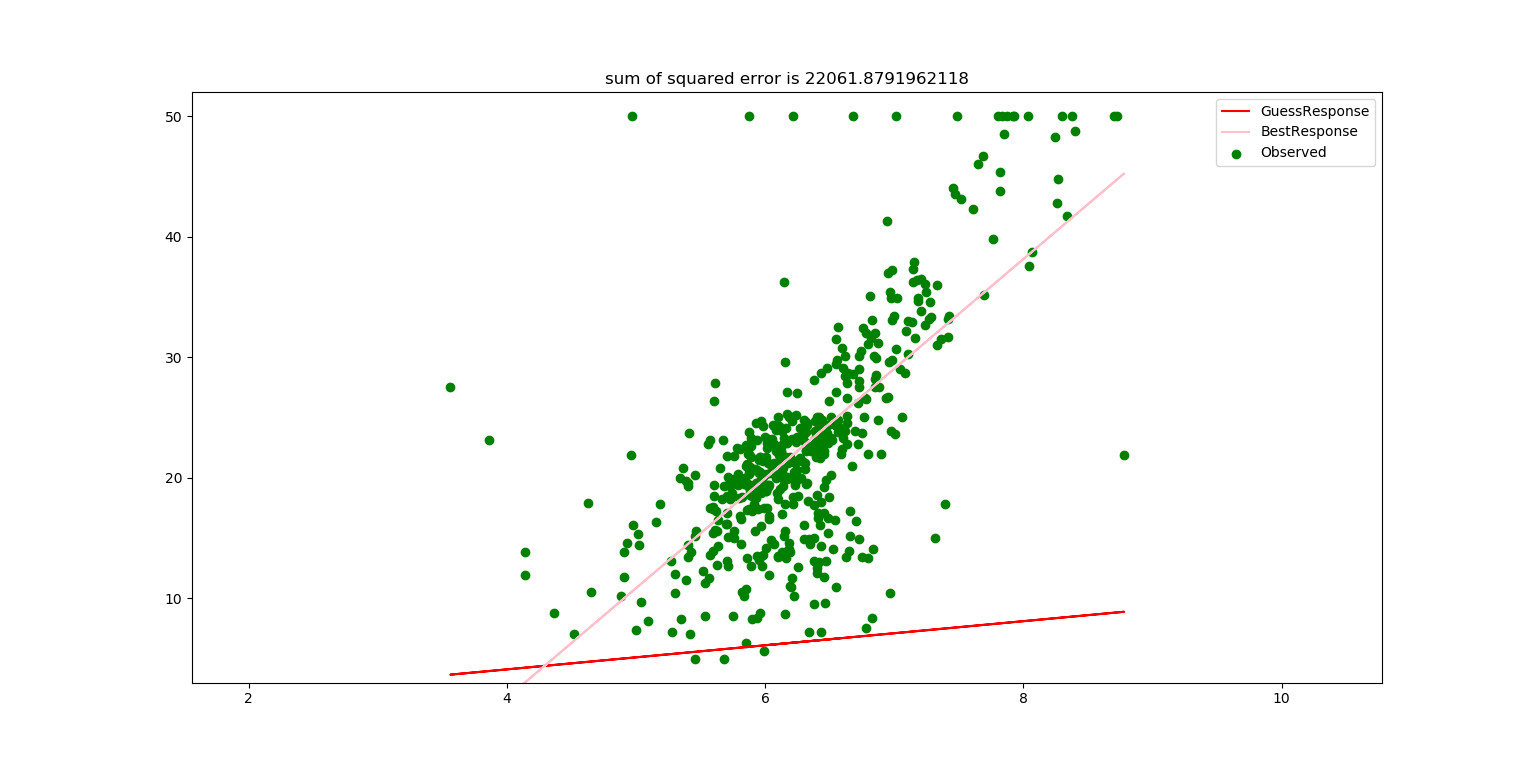 sum of squared error is 22061.8791962118
GuessResponse
BestResponse
Observed
50
40
30
20
10
2 4 6 8 10